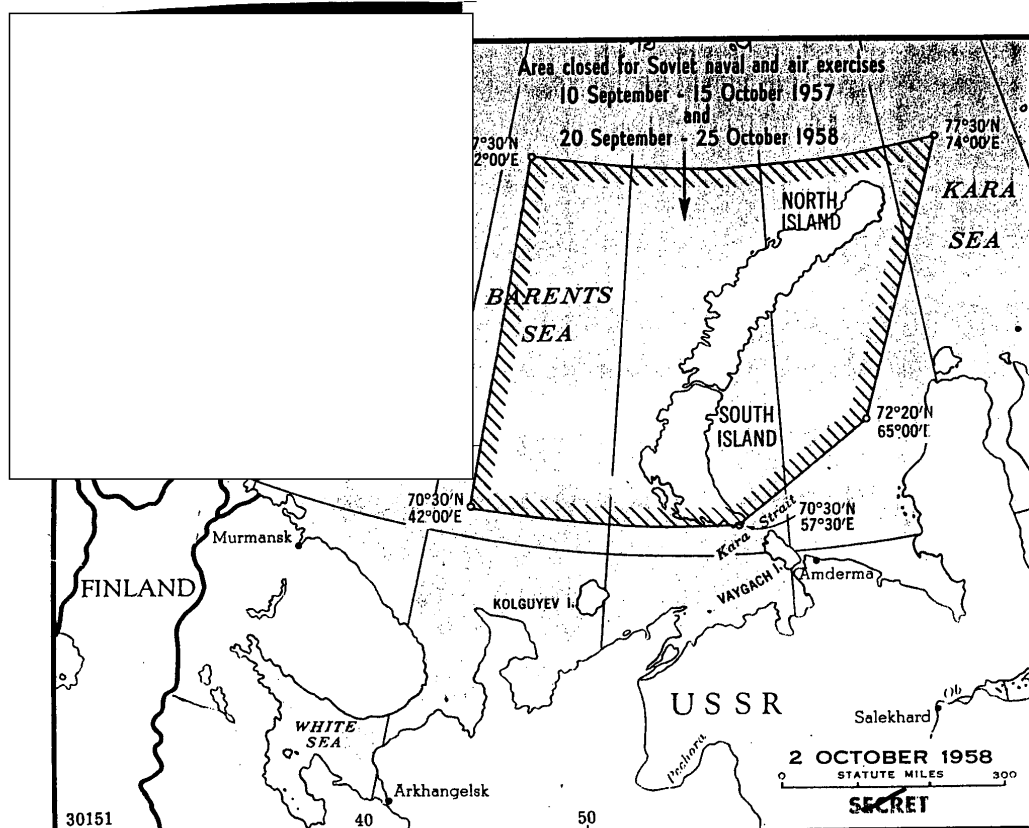 Area closed for Soviet naval and air exercises
10 September - 15 October 1957
and
20 September - 25 October 1958
7°30'N
2°00'E
77°30'N
74°00'E
KARA
SEA
NORTH
ISLAND
BARENTS
SEA
SOUTH
ISLAND
72°20'N
65°00'E
70°30'N
42°00'E
70°30'N
57°30'E
Kara Strait
Murmansk
FINLAND
KOLGUYEV I.
VAYGACH I.
Amderma
USSR
Ob
Salekhard
WHITE
SEA
Pechora
2 OCTOBER 1958
STATUTE MILES
0 300
SECRET
Arkhangelsk
30151
40
50